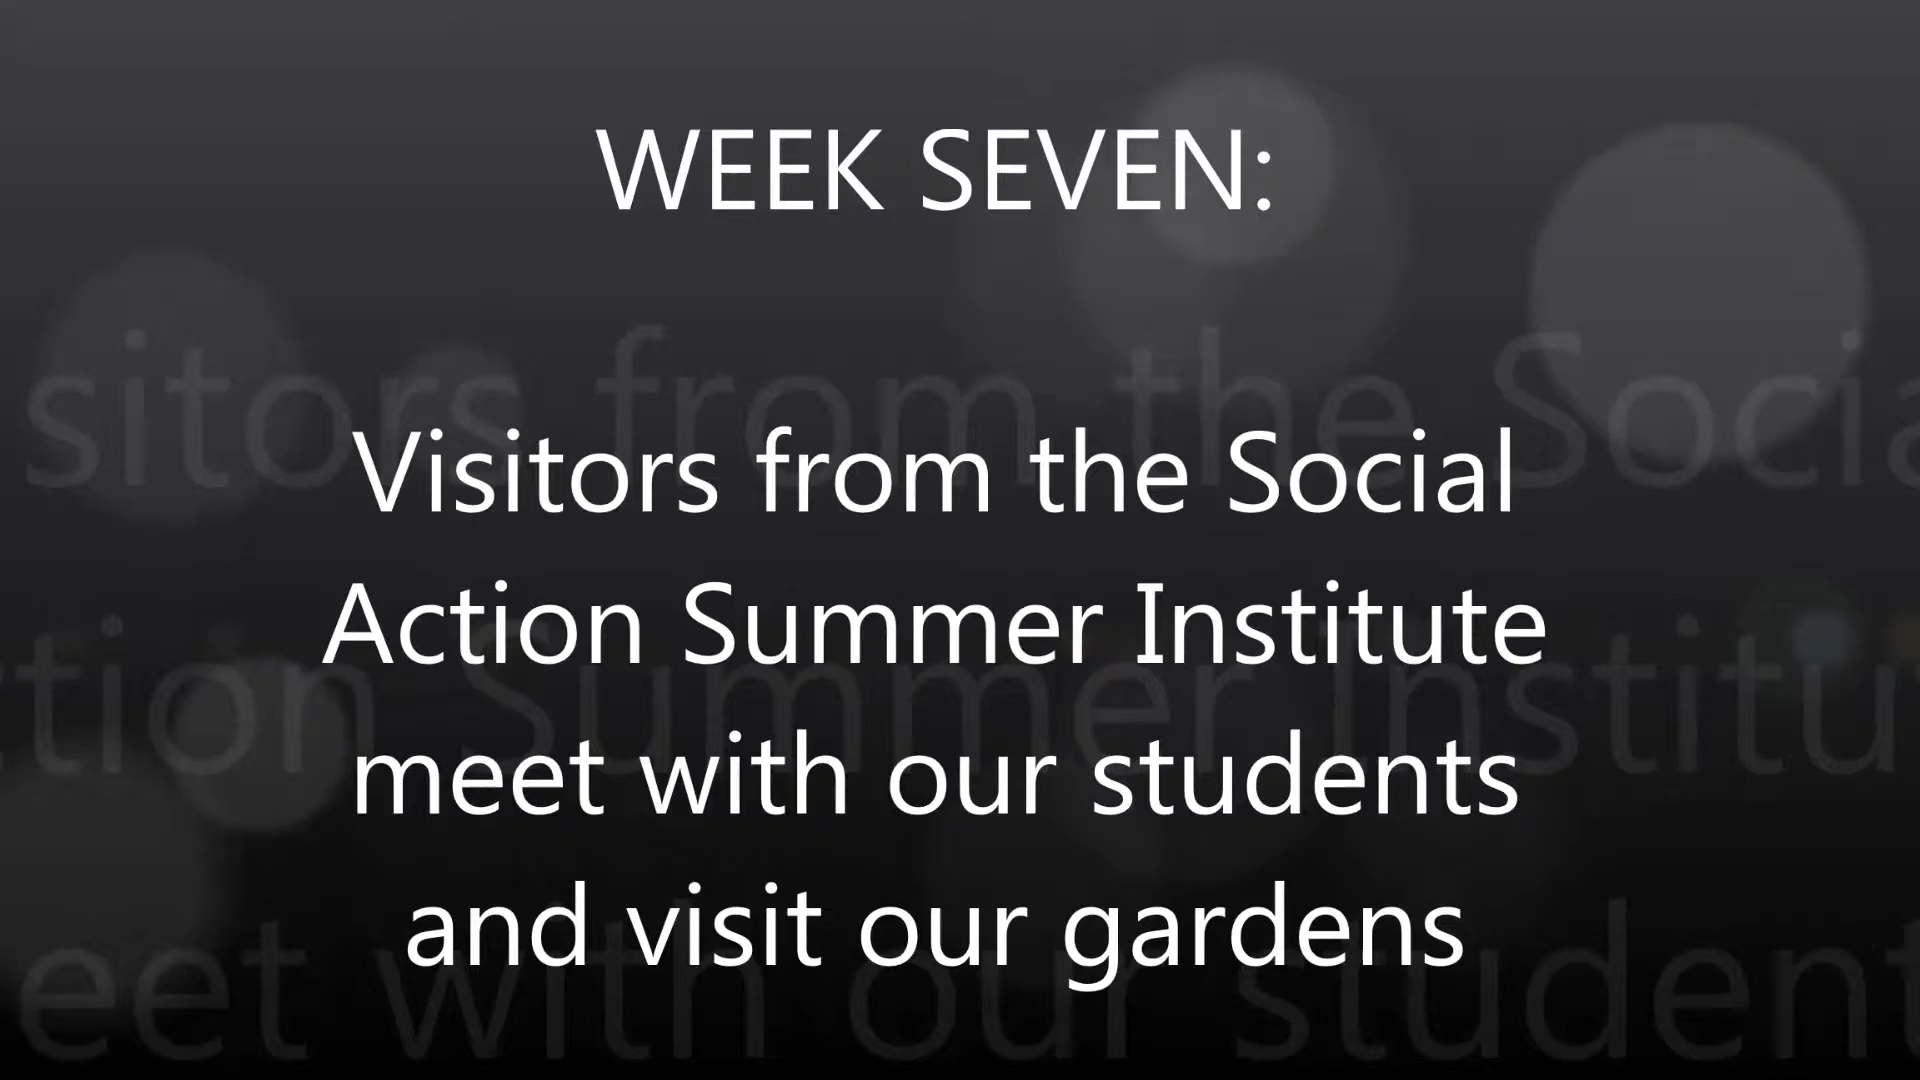 WEEK SEVEN:
Visitors from the Social
Action Summer Institute
meet with our students
and visit our gardens